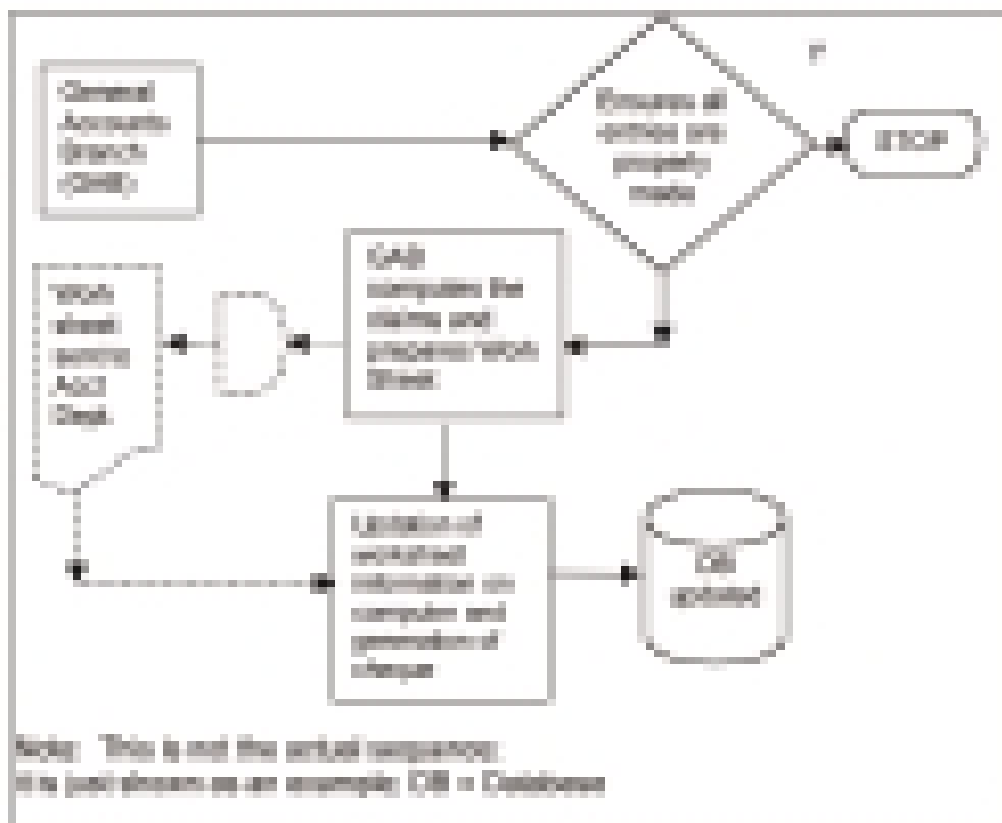 General
Accounts
Branch
Ensures all
entries are
properly
made
STOP
GAB
computes the
claims and
prepares Work
Sheet
Work
sheet
Acct
Dept
Updation of
worksheet
information on
computer and
generation of
cheque
DB
updated
Note: This is not the actual sequence.
It is just shown as an example. DB = Database